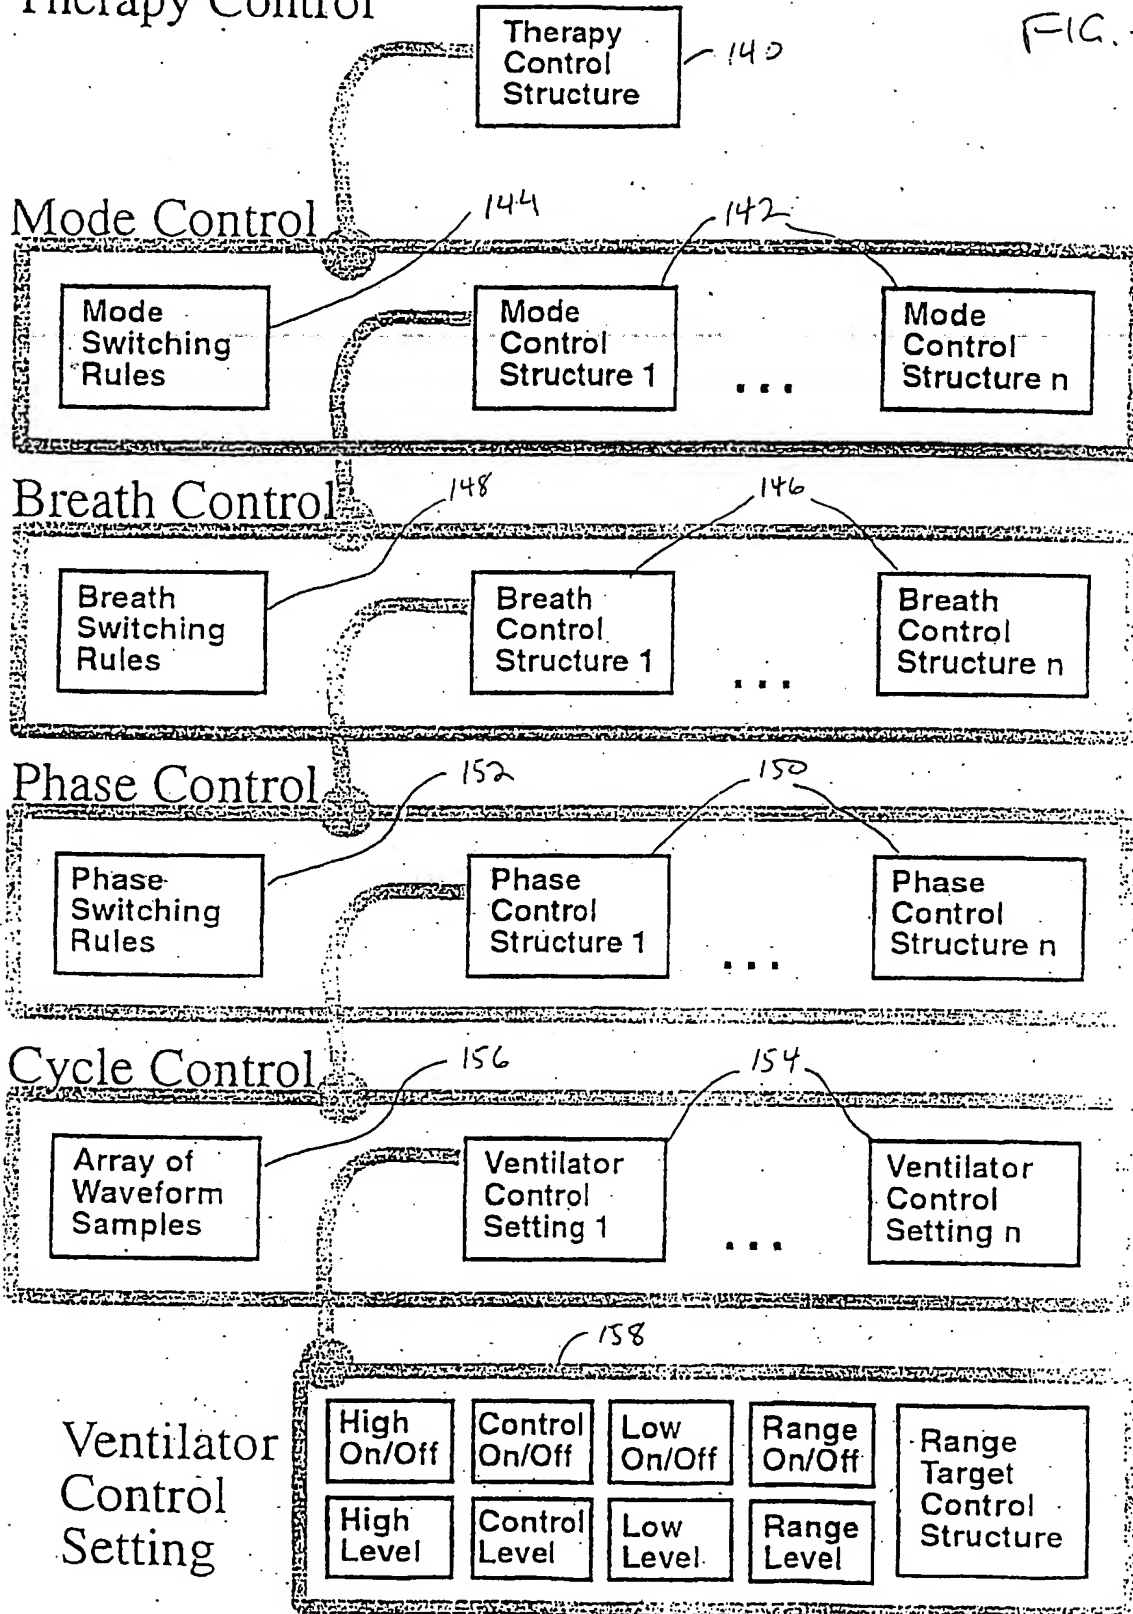 Therapy Control
FIG.
Therapy
Control
Structure
140
Mode Control
144
142
Mode
Switching
Rules
Mode
Control
Structure 1
...
Mode
Control
Structure n
Breath Control
148
146
Breath
Switching
Rules
Breath
Control
Structure 1
...
Breath
Control
Structure n
Phase Control
152
150
Phase
Switching
Rules
Phase
Control
Structure 1
...
Phase
Control
Structure n
Cycle Control
156
154
Array of
Waveform
Samples
Ventilator
Control
Setting 1
...
Ventilator
Control
Setting n
158
Ventilator
Control
Setting
High
On/Off
Control
On/Off
Low
On/Off
Range
On/Off
High
Level
Control
Level
Low
Level
Range
Level
Range
Target
Control
Structure